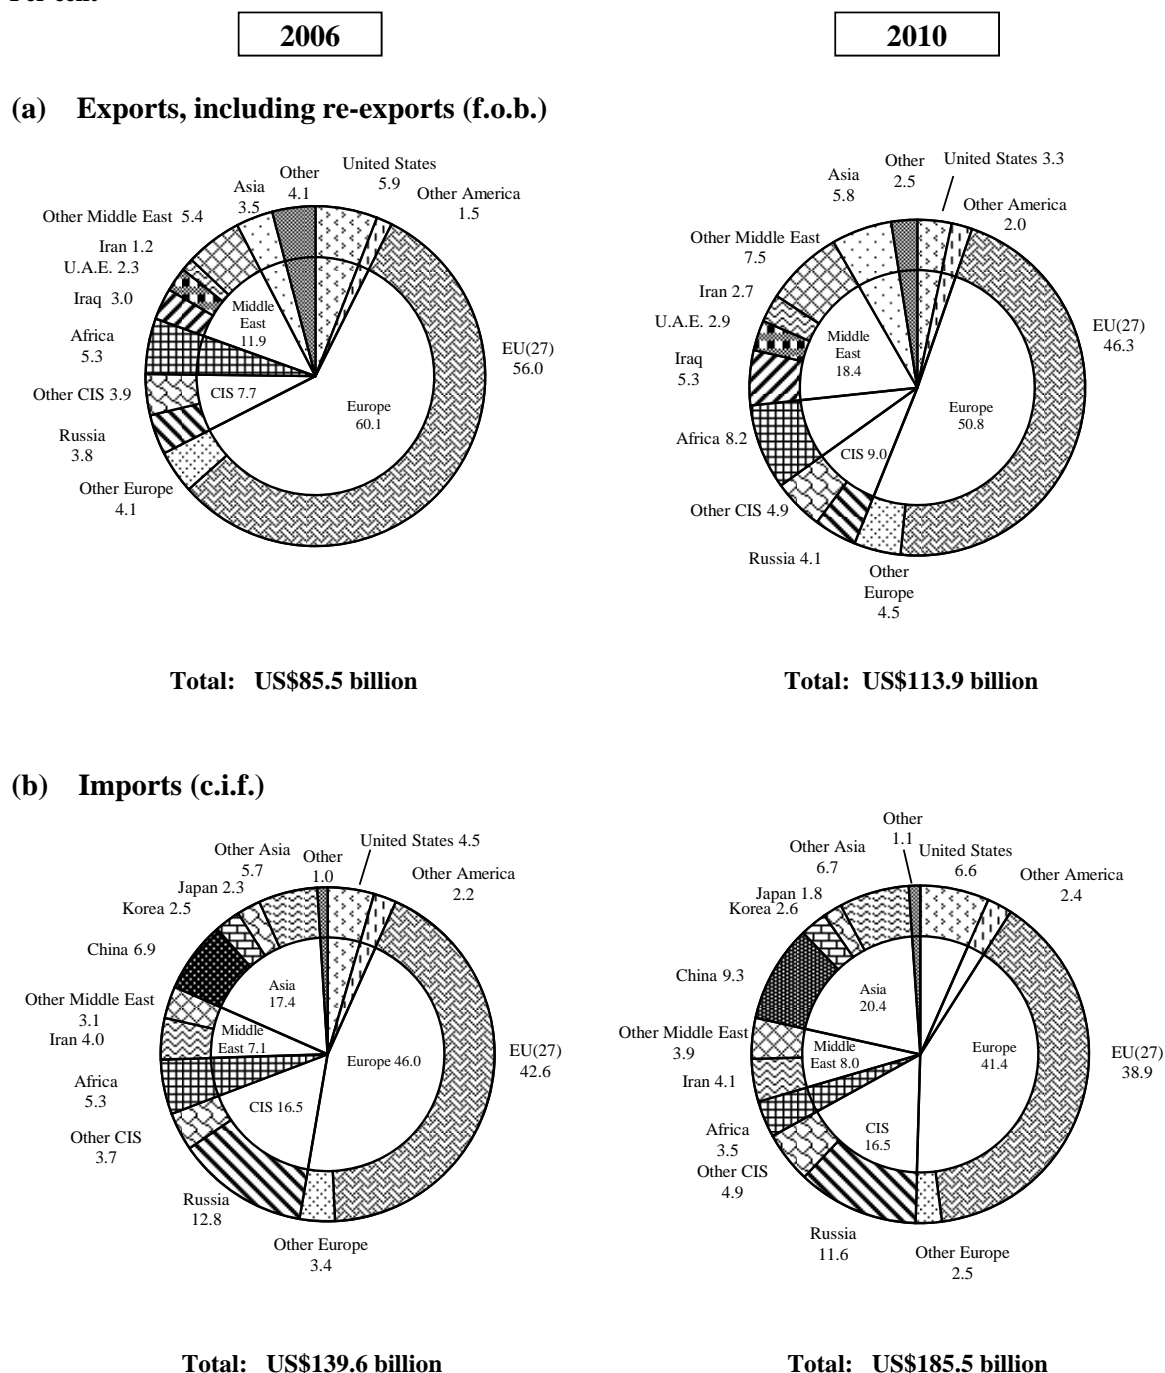 2006
2010
(a) Exports, including re-exports (f.o.b.)
United States
5.9
Other America
1.5
EU(27)
56.0
Other Europe
4.1
Russia
3.8
Other CIS 3.9
Africa
5.3
Iraq 3.0
U.A.E. 2.3
Iran 1.2
Other Middle East 5.4
Asia
3.5
Other
4.1
Middle
East
11.9
CIS 7.7
Europe
60.1
Total: US$85.5 billion
United States 3.3
Other America
2.0
EU(27)
46.3
Other
Europe
4.5
Russia 4.1
Other CIS 4.9
Africa 8.2
Iraq
5.3
U.A.E. 2.9
Iran 2.7
Other Middle East
7.5
Asia
5.8
Other
2.5
Middle
East
18.4
CIS 9.0
Europe
50.8
Total: US$113.9 billion
(b) Imports (c.i.f.)
United States 4.5
Other America
2.2
EU(27)
42.6
Other Europe
3.4
Russia
12.8
Other CIS
3.7
Africa
5.3
Iran 4.0
Other Middle East
3.1
China 6.9
Korea 2.5
Japan 2.3
Other Asia
5.7
Other
1.0
Asia
17.4
Middle
East 7.1
CIS 16.5
Europe 46.0
Total: US$139.6 billion
United States
6.6
Other America
2.4
EU(27)
38.9
Other Europe
2.5
Russia
11.6
Other CIS
4.9
Africa
3.5
Iran 4.1
Other Middle East
3.9
China 9.3
Korea 2.6
Japan 1.8
Other Asia
6.7
Other
1.1
Asia
20.4
Middle
East 8.0
CIS
16.5
Europe
41.4
Total: US$185.5 billion